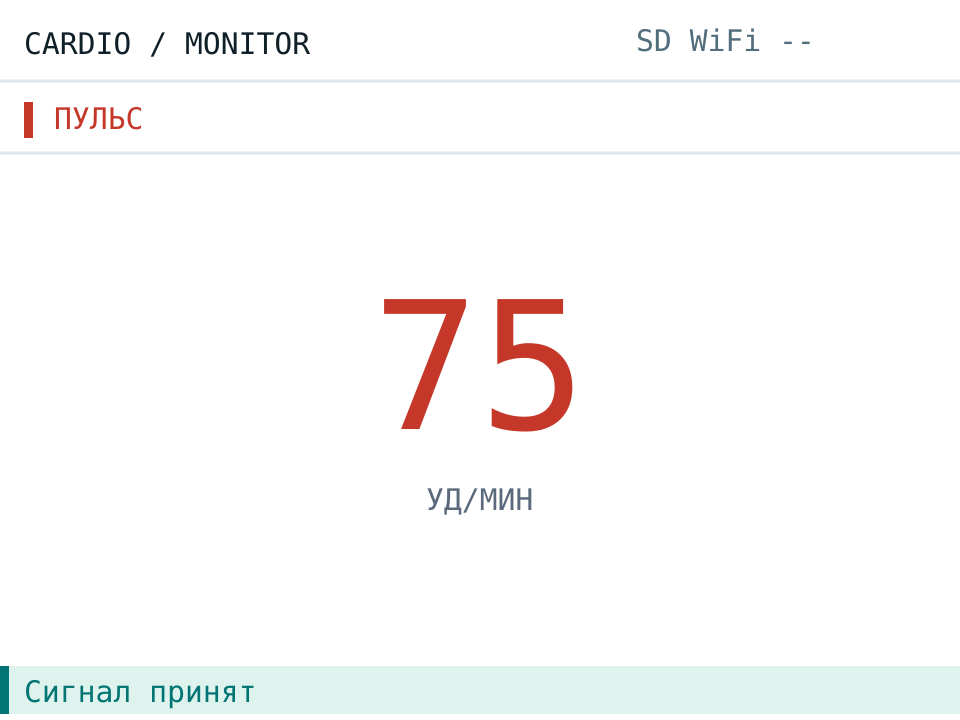 CARDIO / MONITOR
SD WiFi --
ПУЛЬС
75
УД/МИН
Сигнал принят